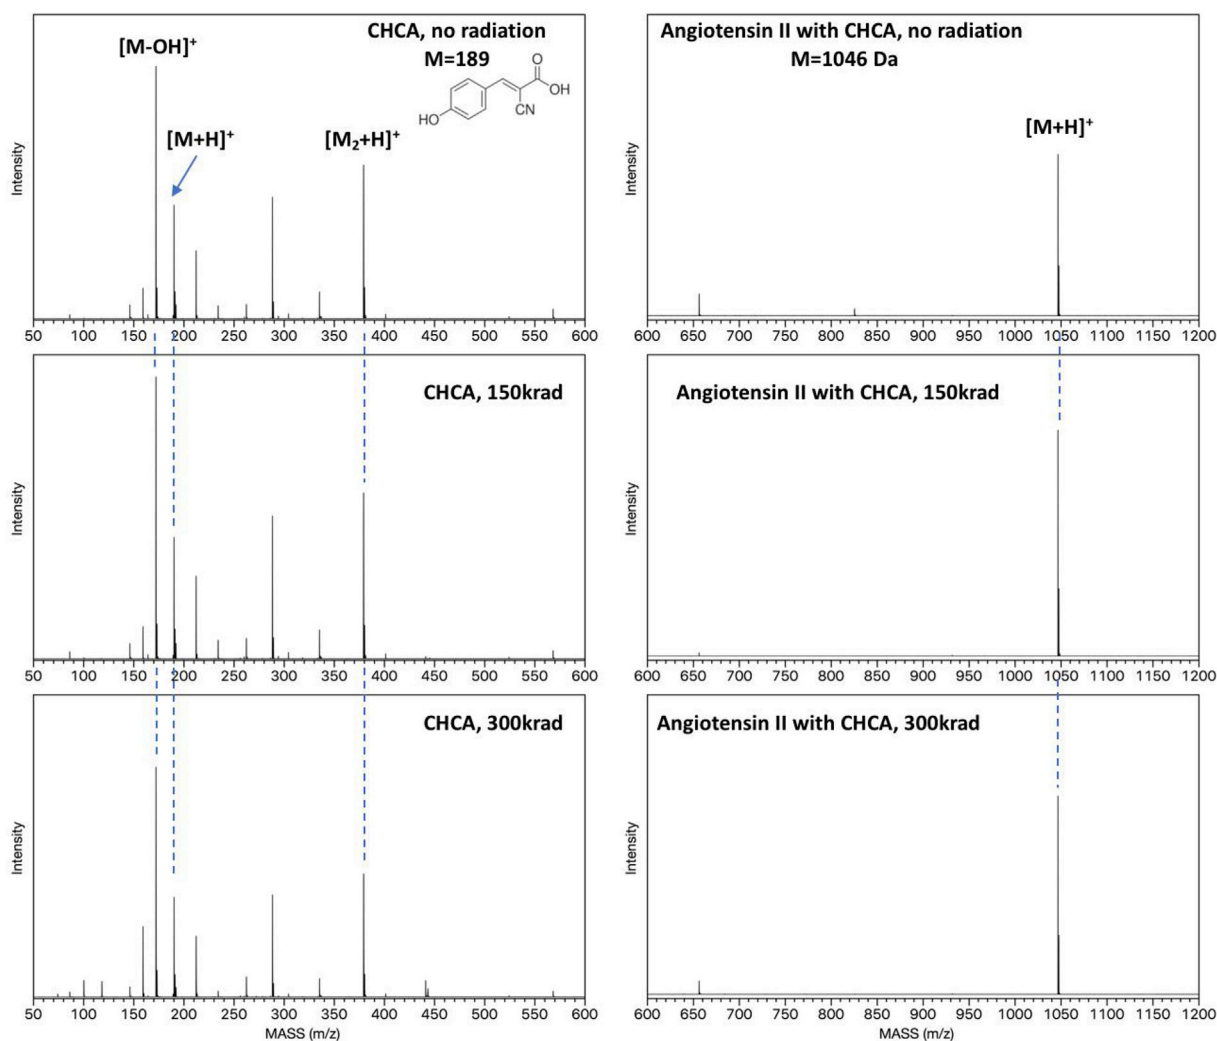 CHCA, no radiation
M=189
[M-OH]⁺
[M+H]⁺
[M₂+H]⁺
O
OH
CN
HO
Intensity
50 100 150 200 250 300 350 400 450 500 550 600
Angiotensin II with CHCA, no radiation
M=1046 Da
[M+H]⁺
Intensity
600 650 700 750 800 850 900 950 1000 1050 1100 1150 1200
CHCA, 150krad
Intensity
50 100 150 200 250 300 350 400 450 500 550 600
Angiotensin II with CHCA, 150krad
Intensity
600 650 700 750 800 850 900 950 1000 1050 1100 1150 1200
CHCA, 300krad
Intensity
50 100 150 200 250 300 350 400 450 500 550 600
MASS (m/z)
Angiotensin II with CHCA, 300krad
Intensity
600 650 700 750 800 850 900 950 1000 1050 1100 1150 1200
MASS (m/z)